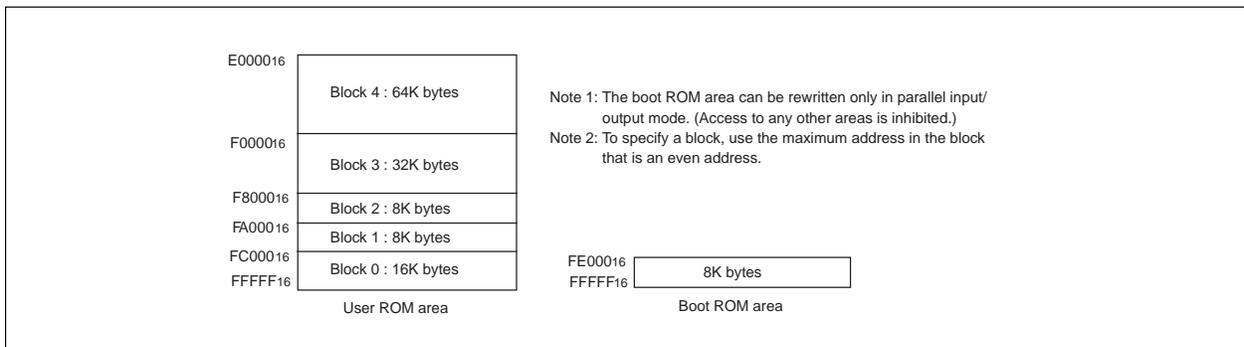 E000016
Block 4 : 64K bytes
F000016
Block 3 : 32K bytes
F800016
Block 2 : 8K bytes
FA00016
Block 1 : 8K bytes
FC00016
Block 0 : 16K bytes
FFFFF16
User ROM area
Note 1: The boot ROM area can be rewritten only in parallel input/
output mode. (Access to any other areas is inhibited.)
Note 2: To specify a block, use the maximum address in the block
that is an even address.
FE00016
8K bytes
FFFFF16
Boot ROM area